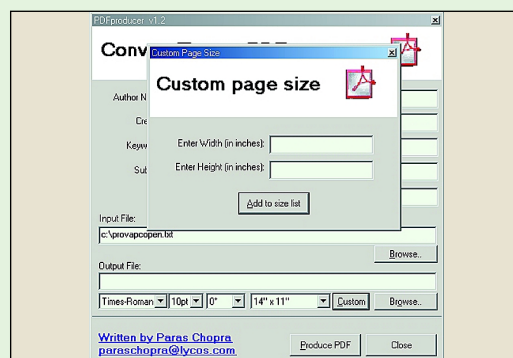 PDFproducer v1.2
Conv
Custom Page Size
Custom page size
Author N
Cre
Enter Width (in inches):
Keyw
Enter Height (in inches):
Sub
Add to size list
Input File:
c:\provapcopen.txt
Browse..
Output File:
Times-Roman 10pt 0° 14" x 11" Custom Browse..
Written by Paras Chopra
paraschopra@lycos.com
Produce PDF Close